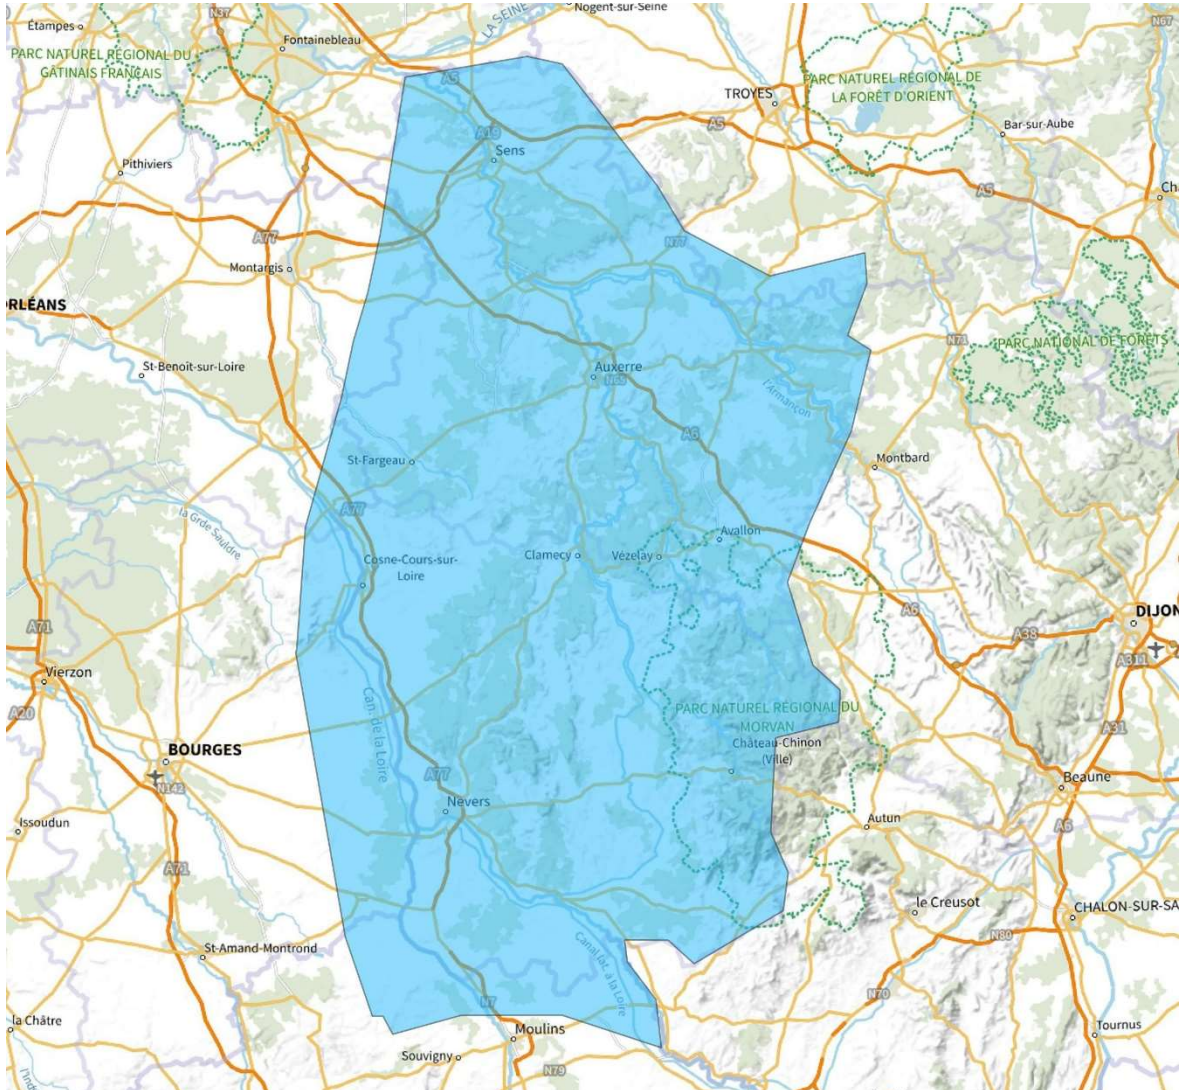 Nogent-sur-Seine
N37
N67
Étampes
LA SEINE
Fontainebleau
PARC NATUREL RÉGIONAL DU
GÂTINAIS FRANÇAIS
A5
PARC NATUREL RÉGIONAL DE
LA FORÊT D'ORIENT
TROYES
A19
A5
Bar-sur-Aube
Sens
Pithiviers
A5
A77
N77
Montargis
ORLÉANS
PARC NATIONAL DE FORÊTS
N71
St-Benoît-sur-Loire
Auxerre
N65
l'Armançon
A6
St-Fargeau
Montbard
A77
la Grde Sauldre
Avallon
Clamecy
Vézelay
Cosne-Cours-sur-
Loire
A6
DIJON
A71
A38
A311
Vierzon
PARC NATUREL RÉGIONAL DU
MORVAN
A20
Can. de la Loire
A31
BOURGES
Château-Chinon
(Ville)
A77
Beaune
N142
Nevers
Issoudun
Autun
A6
A71
le Creusot
CHALON-SUR-SA
St-Amand-Montrond
Canal lat. à la Loire
N80
N7
N70
la Châtre
Moulins
Tournus
Souvigny
N79